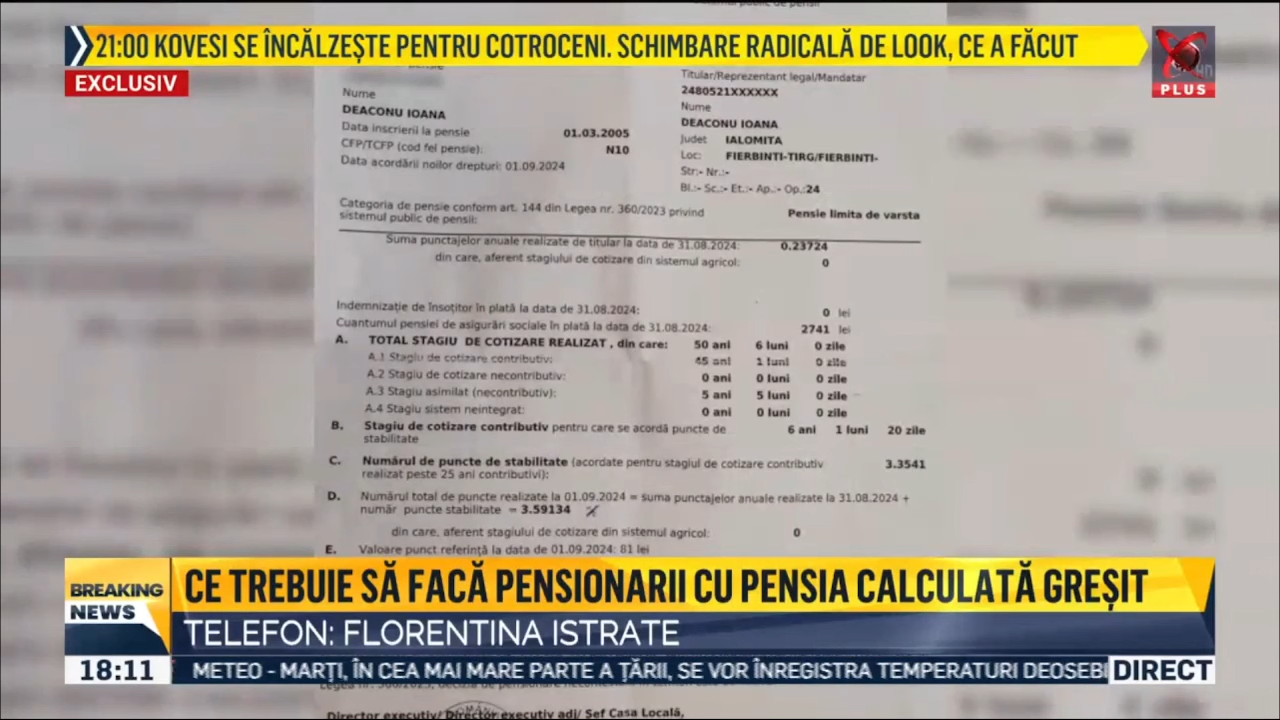 21:00 KOVESI SE ÎNCĂLZEȘTE PENTRU COTROCENI. SCHIMBARE RADICALĂ DE LOOK, CE A FĂCUT
EXCLUSIV
PLUS
Titular/Reprezentant legal/Mandatar
2480521XXXXXX
Nume
DEACONU IOANA
Judet IALOMITA
Loc: FIERBINTI-TIRG/FIERBINTI-
Str:- Nr.:-
Bl.:- Sc.:- Et.:- Ap.:- Op.:24
Nume
DEACONU IOANA
Data inscrierii la pensie 01.03.2005
CFP/TCFP (cod fel pensie): N10
Data acordării noilor drepturi: 01.09.2024
Categoria de pensie conform art. 144 din Legea nr. 360/2023 privind
sistemul public de pensii: Pensie limita de varsta
Suma punctajelor anuale realizate de titular la data de 31.08.2024: 0.23724
din care, aferent stagiului de cotizare din sistemul agricol: 0
Indemnizație de însoțitor în plată la data de 31.08.2024: 0 lei
Cuantumul pensiei de asigurări sociale în plată la data de 31.08.2024: 2741 lei
A. TOTAL STAGIU DE COTIZARE REALIZAT , din care: 50 ani 6 luni 0 zile
A.1 Stagiu de cotizare contributiv: 45 ani 1 luni 0 zile
A.2 Stagiu de cotizare necontributiv: 0 ani 0 luni 0 zile
A.3 Stagiu asimilat (necontributiv): 5 ani 5 luni 0 zile
A.4 Stagiu sistem neintegrat: 0 ani 0 luni 0 zile
B. Stagiu de cotizare contributiv pentru care se acordă puncte de
stabilitate 6 ani 1 luni 20 zile
C. Numărul de puncte de stabilitate (acordate pentru stagiul de cotizare contributiv
realizat peste 25 ani contributivi): 3.3541
D. Numărul total de puncte realizate la 01.09.2024 = suma punctajelor anuale realizate la 31.08.2024 +
număr puncte stabilitate = 3.59134
din care, aferent stagiului de cotizare din sistemul agricol: 0
E. Valoare punct referință la data de 01.09.2024: 81 lei
BREAKING
NEWS
CE TREBUIE SĂ FACĂ PENSIONARII CU PENSIA CALCULATĂ GREȘIT
TELEFON: FLORENTINA ISTRATE
18:11
METEO - MARȚI, ÎN CEA MAI MARE PARTE A ȚĂRII, SE VOR ÎNREGISTRA TEMPERATURI DEOSEBI
DIRECT
Director executiv/ Director executiv adj/ Șef Casa Locală,